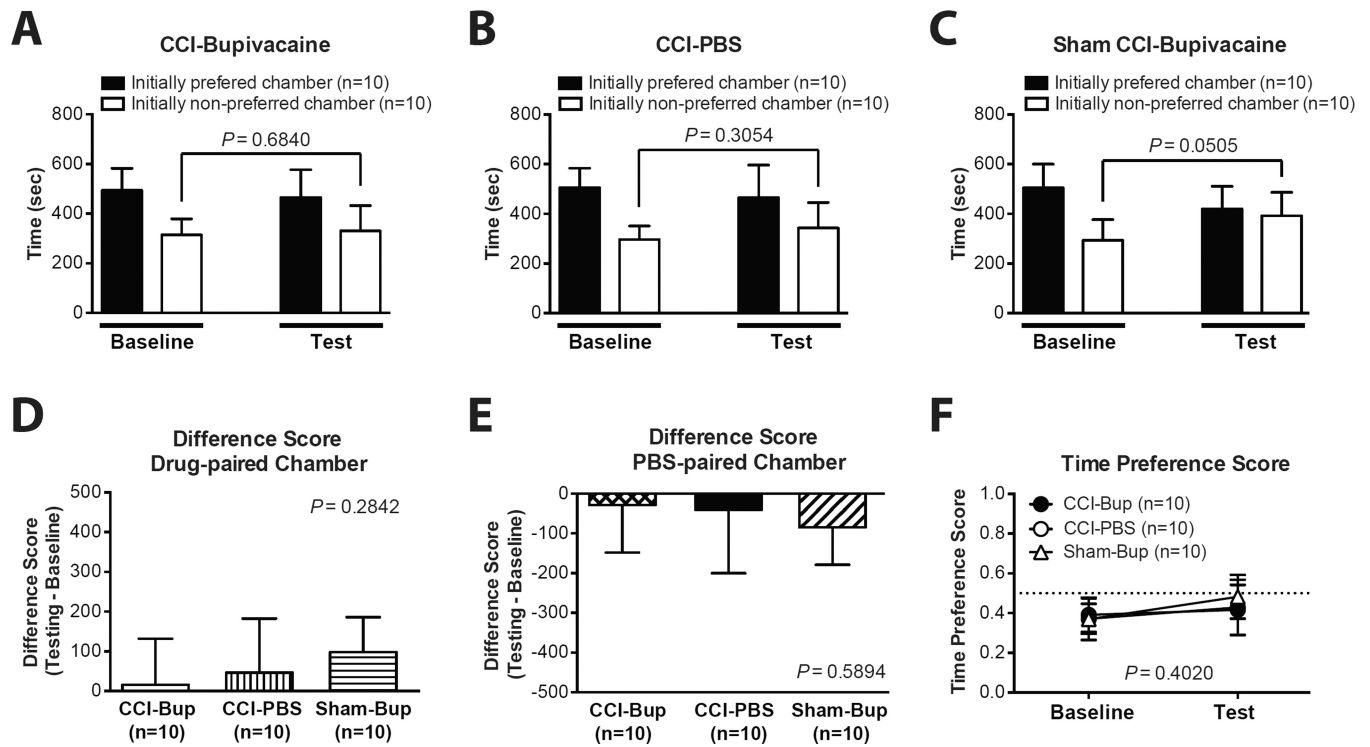 A
CCI-Bupivacaine
Initially prefered chamber (n=10)
Initially non-preferred chamber (n=10)
800
600
400
200
0
Time (sec)
P = 0.6840
Baseline
Test
B
CCI-PBS
Initially prefered chamber (n=10)
Initially non-preferred chamber (n=10)
800
600
400
200
0
Time (sec)
P = 0.3054
Baseline
Test
C
Sham CCI-Bupivacaine
Initially prefered chamber (n=10)
Initially non-preferred chamber (n=10)
800
600
400
200
0
Time (sec)
P = 0.0505
Baseline
Test
D
Difference Score
Drug-paired Chamber
500
400
300
200
100
0
Difference Score
(Testing - Baseline)
P = 0.2842
CCI-Bup
(n=10)
CCI-PBS
(n=10)
Sham-Bup
(n=10)
E
Difference Score
PBS-paired Chamber
0
-100
-200
-300
-400
-500
Difference Score
(Testing - Baseline)
P = 0.5894
CCI-Bup
(n=10)
CCI-PBS
(n=10)
Sham-Bup
(n=10)
F
Time Preference Score
1.0
0.8
0.6
0.4
0.2
0.0
Time Preference Score
CCI-Bup (n=10)
CCI-PBS (n=10)
Sham-Bup (n=10)
P = 0.4020
Baseline
Test